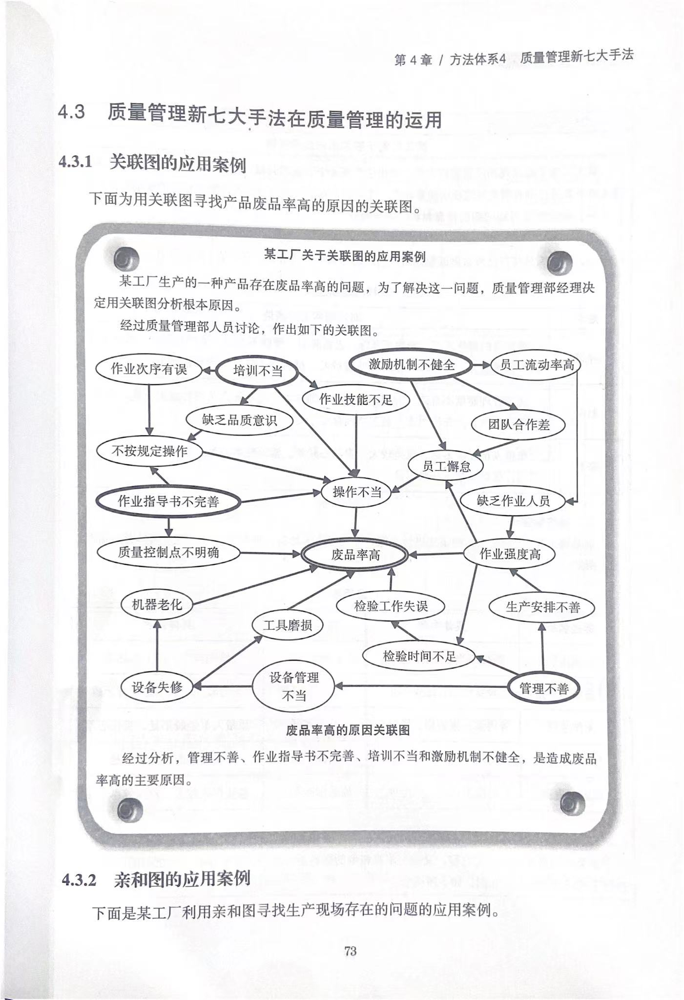 第 4 章 / 方法体系4 质量管理新七大手法
4.3 质量管理新七大手法在质量管理的运用
4.3.1 关联图的应用案例
下面为用关联图寻找产品废品率高的原因的关联图。
某工厂关于关联图的应用案例
某工厂生产的一种产品存在废品率高的问题，为了解决这一问题，质量管理部经理决
定用关联图分析根本原因。
经过质量管理部人员讨论，作出如下的关联图。
作业次序有误
培训不当
激励机制不健全
员工流动率高
作业技能不足
缺乏品质意识
团队合作差
不按规定操作
员工懈怠
操作不当
作业指导书不完善
缺乏作业人员
质量控制点不明确
废品率高
作业强度高
机器老化
检验工作失误
生产安排不善
工具磨损
检验时间不足
设备失修
设备管理
不当
管理不善
废品率高的原因关联图
经过分析，管理不善、作业指导书不完善、培训不当和激励机制不健全，是造成废品
率高的主要原因。
4.3.2 亲和图的应用案例
下面是某工厂利用亲和图寻找生产现场存在的问题的应用案例。
73